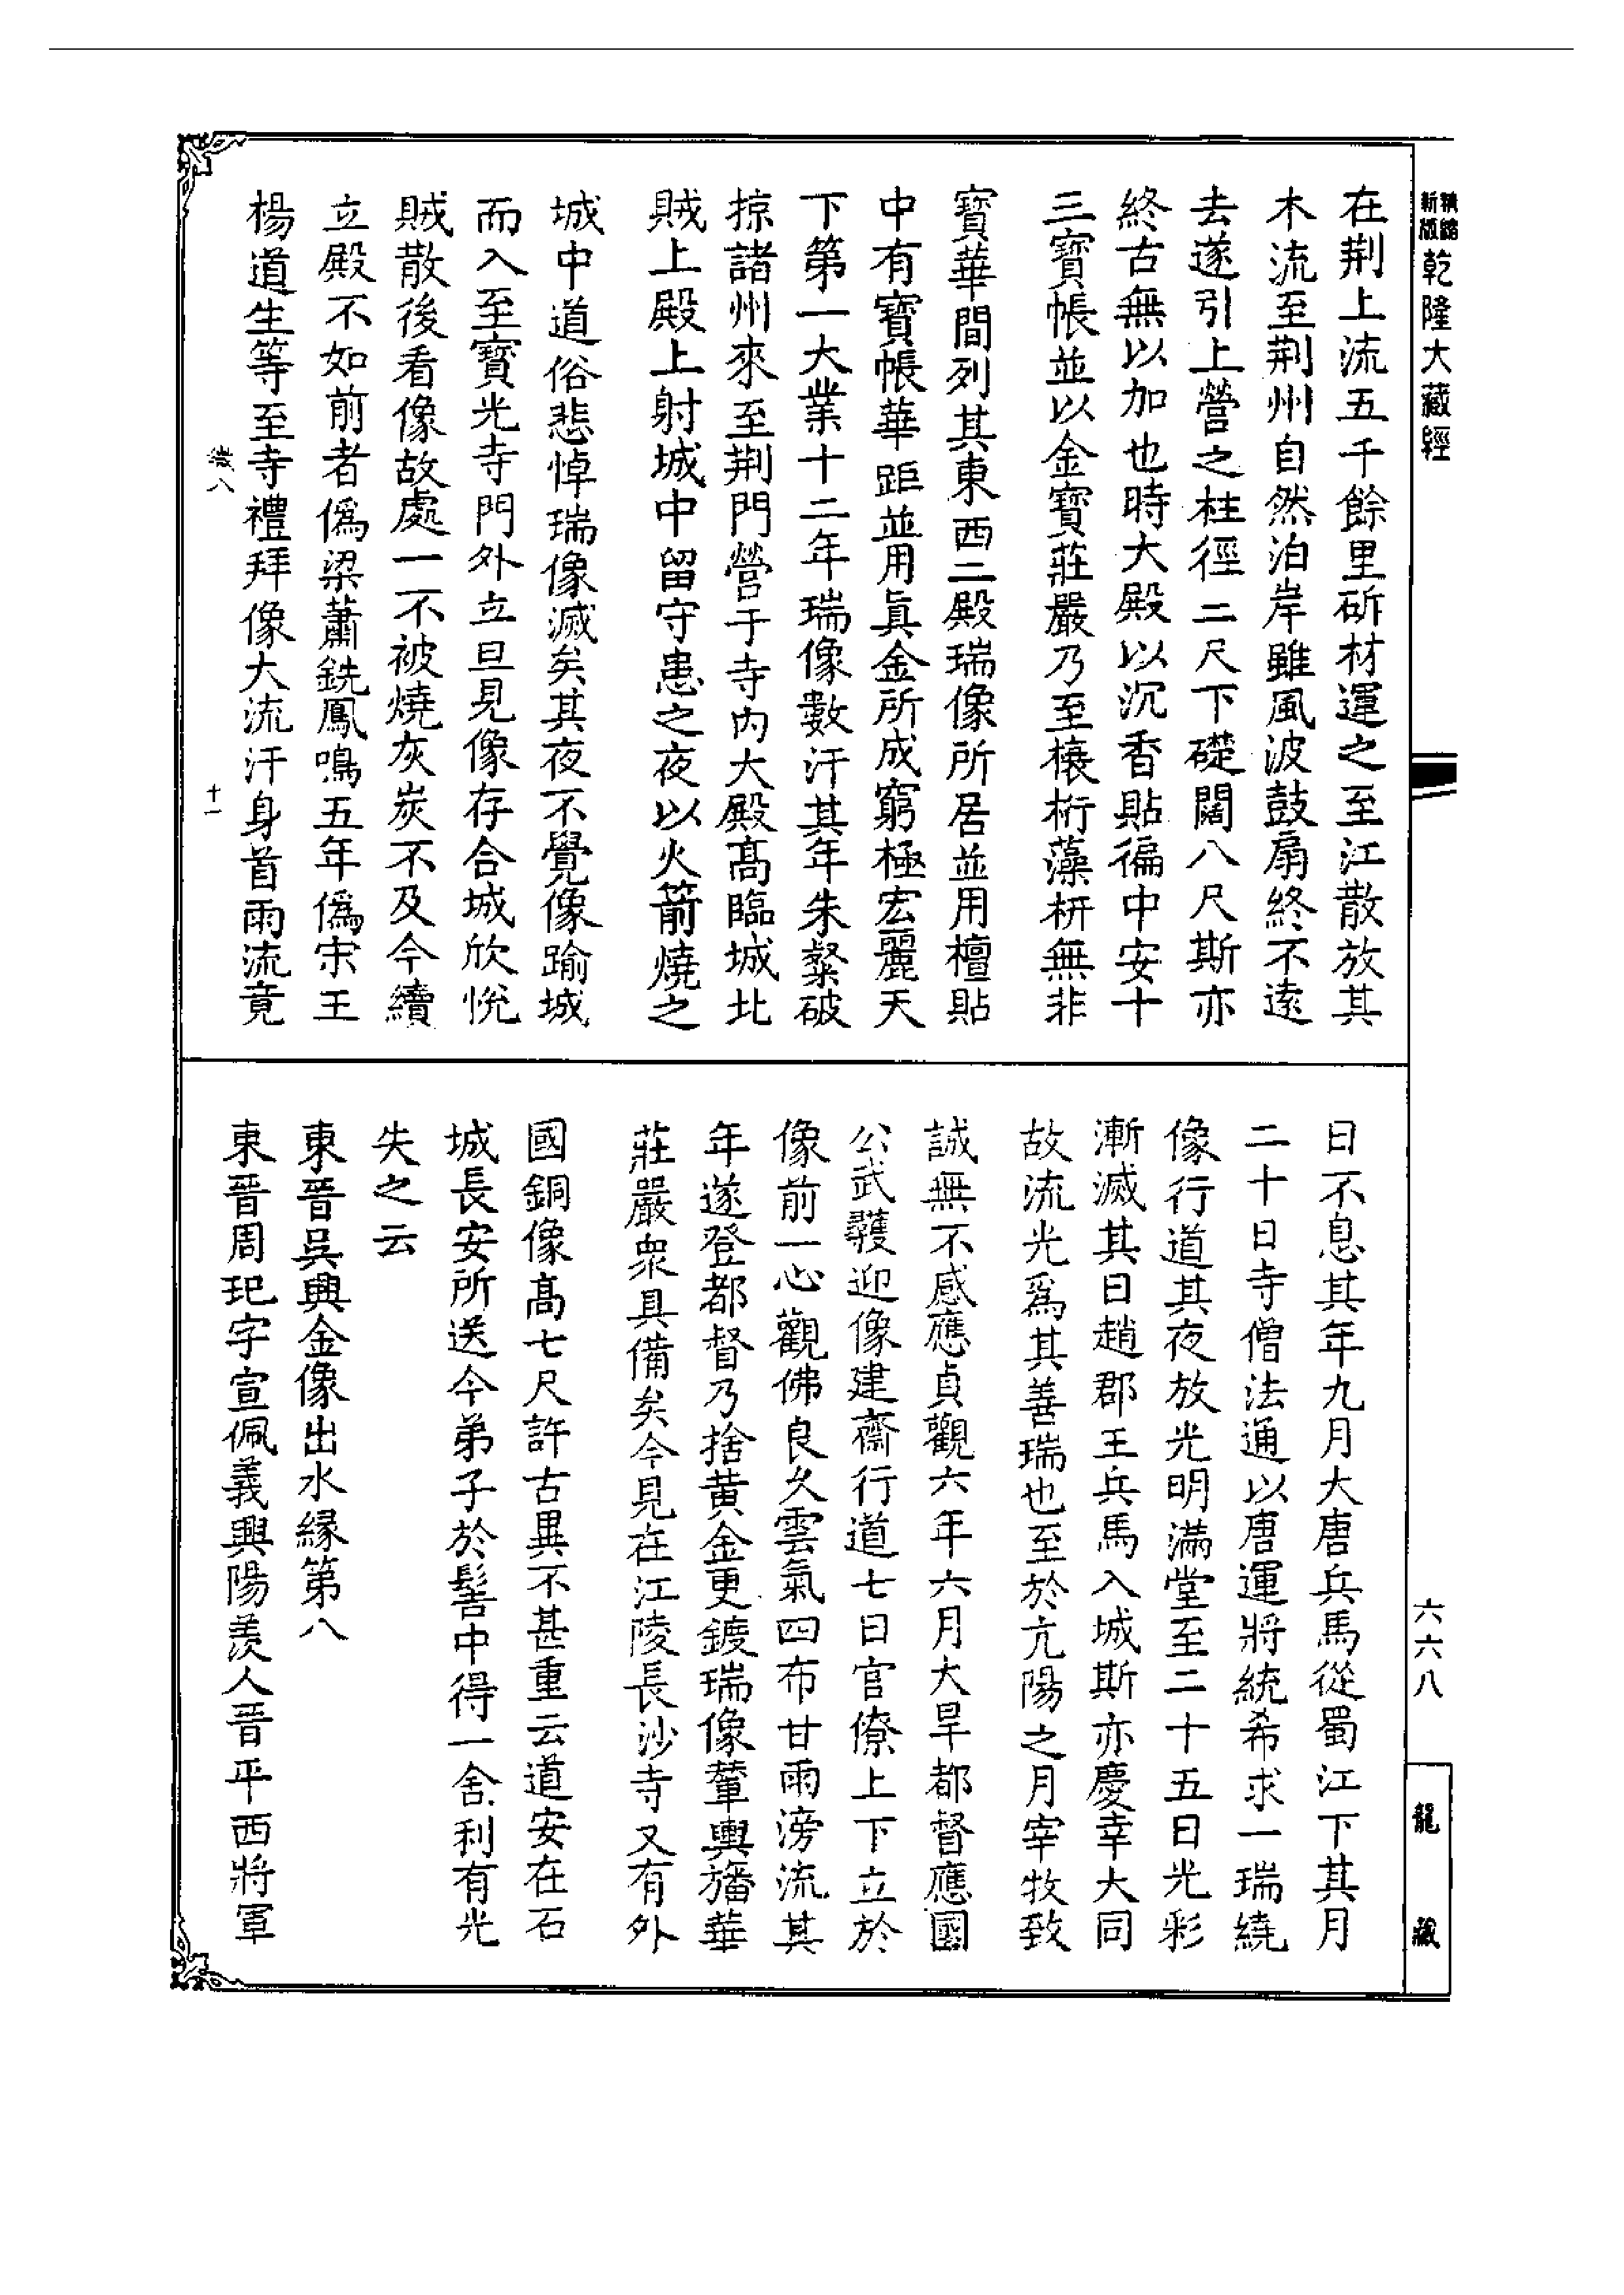 精縮
新版
乾隆大藏經
在荆上流五千餘里斫材運之至江散放其
木流至荆州自然泊岸雖風波鼓扇終不遠
去遂引上營之柱徑二尺下礎闊八尺斯亦
終古無以加也時大殿以沉香貼徧中安十
三寶帳並以金寶莊嚴乃至榱桁藻枅無非
寶華間列其東西二殿瑞像所居並用檀貼
中有寶帳華距並用眞金所成窮極宏麗天
下第一大業十二年瑞像數汗其年朱粲破
掠諸州來至荆門營于寺内大殿髙臨城北
賊上殿上射城中留守患之夜以火箭燒之
城中道俗悲悼瑞像滅矣其夜不覺像踰城
而入至寶光寺門外立旦見像存合城欣悅
賊散後看像故處一不被燒灰炭不及今續
立殿不如前者僞梁蕭銑鳳鳴五年僞宋王
楊道生等至寺禮拜像大流汗身首雨流竟
十一
日不息其年九月大唐兵馬從蜀江下其月
二十日寺僧法通以唐運將統希求一瑞繞
像行道其夜放光明滿堂至二十五日光彩
漸滅其日趙郡王兵馬入城斯亦慶幸大同
故流光爲其善瑞也至於亢陽之月宰牧致
誠無不感應貞觀六年六月大旱都督應國
公武彠迎像建齋行道七日官僚上下立於
像前一心觀佛良久雲氣四布甘雨滂流其
年遂登都督乃捨黄金更鍍瑞像輦輿旛華
莊嚴衆具備矣今見在江陵長沙寺又有外
國銅像髙七尺許古異不甚重云道安在石
城長安所送今弟子於髻中得一舍利有光
失之云
東晉吳興金像出水緣第八
東晉周玘字宣佩義興陽羨人晉平西將軍
六六八
龍藏